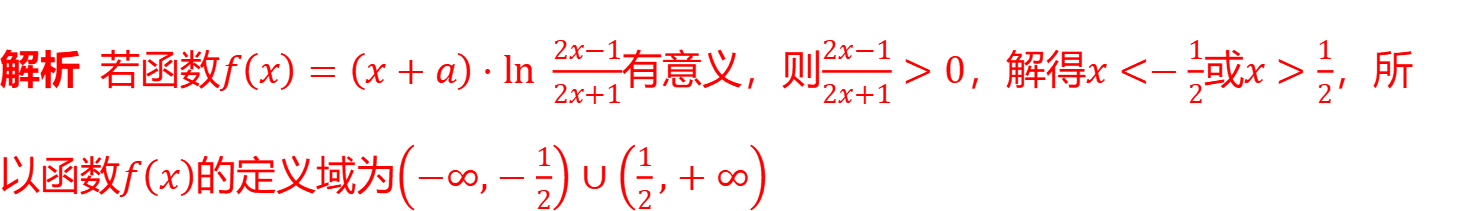 解析 若函数f(x) = (x + a) · ln (2x−1)/(2x+1)有意义，则(2x−1)/(2x+1) > 0，解得x <− 1/2或x > 1/2，所
以函数f(x)的定义域为(−∞, − 1/2) ∪ (1/2, + ∞)